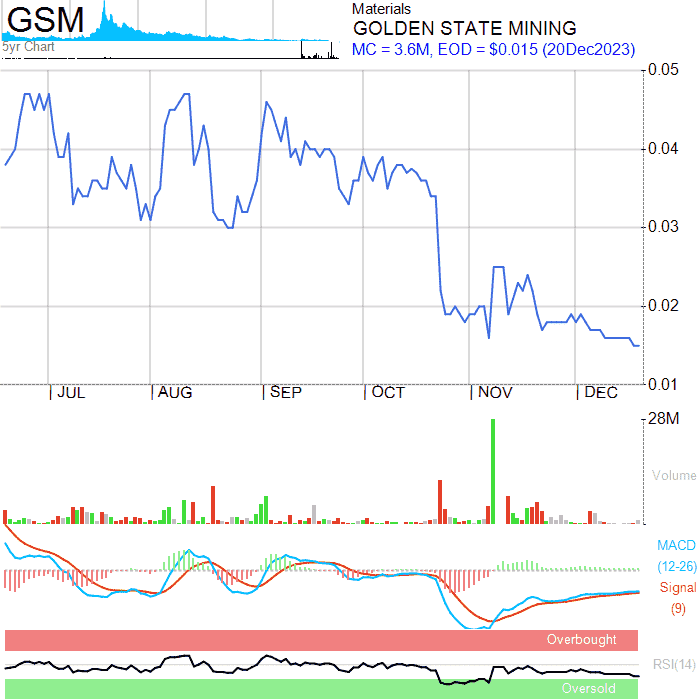 GSM
5yr Chart
Materials
GOLDEN STATE MINING
MC = 3.6M, EOD = $0.015 (20Dec2023)
0.05
0.04
0.03
0.02
0.01
JUL AUG SEP OCT NOV DEC
28M
Volume
MACD
(12-26)
Signal
(9)
Overbought
RSI(14)
Oversold